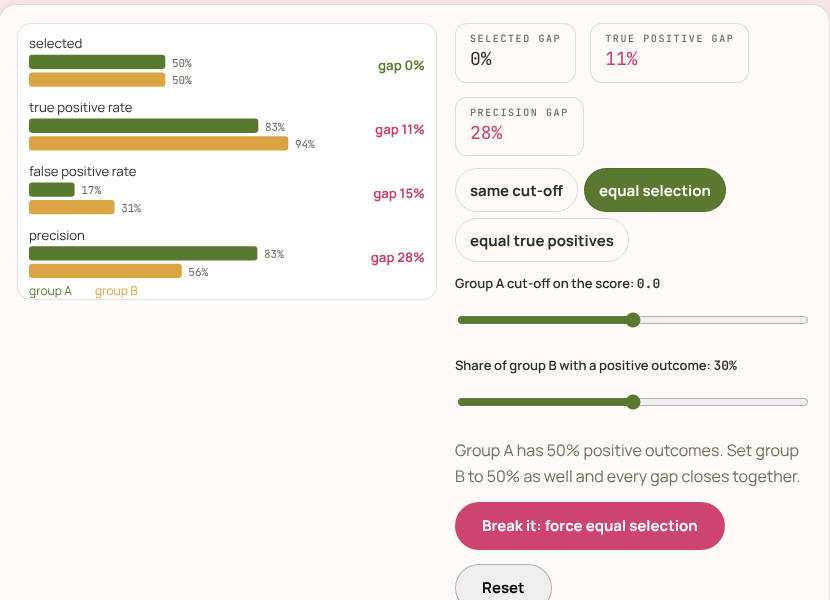 selected
50%
50%
gap 0%
true positive rate
83%
94%
gap 11%
false positive rate
17%
31%
gap 15%
precision
83%
56%
gap 28%
group A group B
SELECTED GAP
0%
TRUE POSITIVE GAP
11%
PRECISION GAP
28%
same cut-off
equal selection
equal true positives
Group A cut-off on the score: 0.0
Share of group B with a positive outcome: 30%
Group A has 50% positive outcomes. Set group
B to 50% as well and every gap closes together.
Break it: force equal selection
Reset